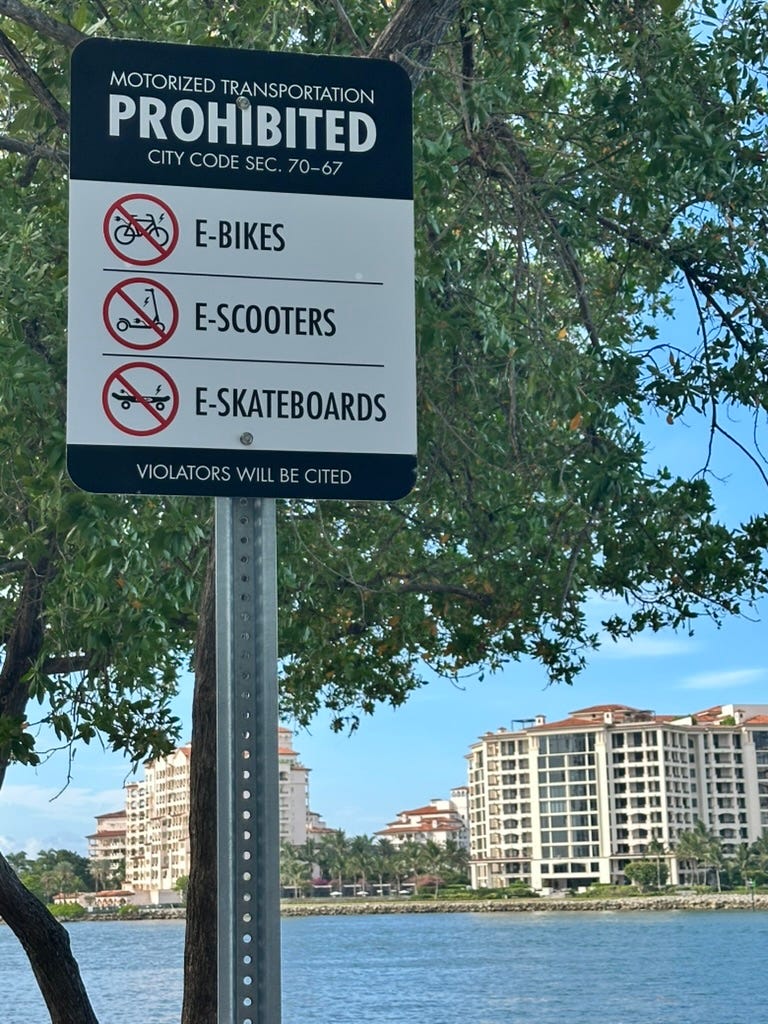 MOTORIZED TRANSPORTATION
PROHIBITED
CITY CODE SEC. 70–67
E-BIKES
E-SCOOTERS
E-SKATEBOARDS
VIOLATORS WILL BE CITED